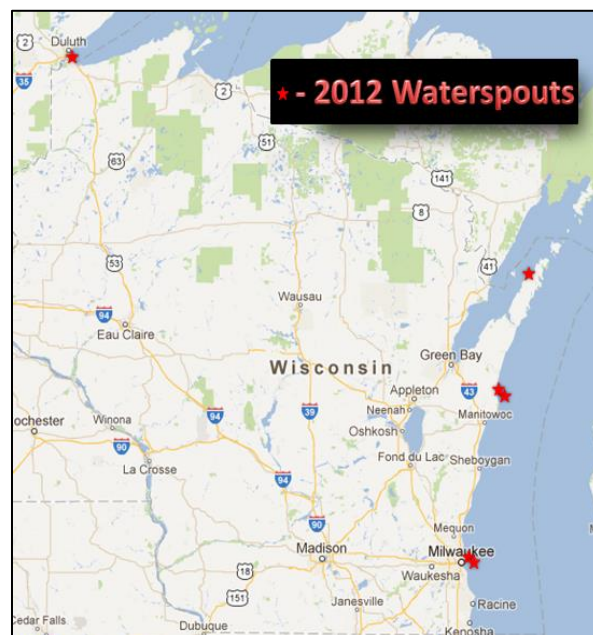 2
53
Duluth
35
2
- 2012 Waterspouts
51
63
141
8
53
41
Wausau
94
Eau Claire
Green Bay
Wisconsin
43
Appleton
94
39
Neenah
Manitowoc
ochester
Winona
Oshkosh
90
La Crosse
Fond du Lac
Sheboygan
94
90
Mequon
Madison
Milwaukee
18
Waukesha
151
Janesville
Racine
Cedar Falls
Dubuque
Kenosha